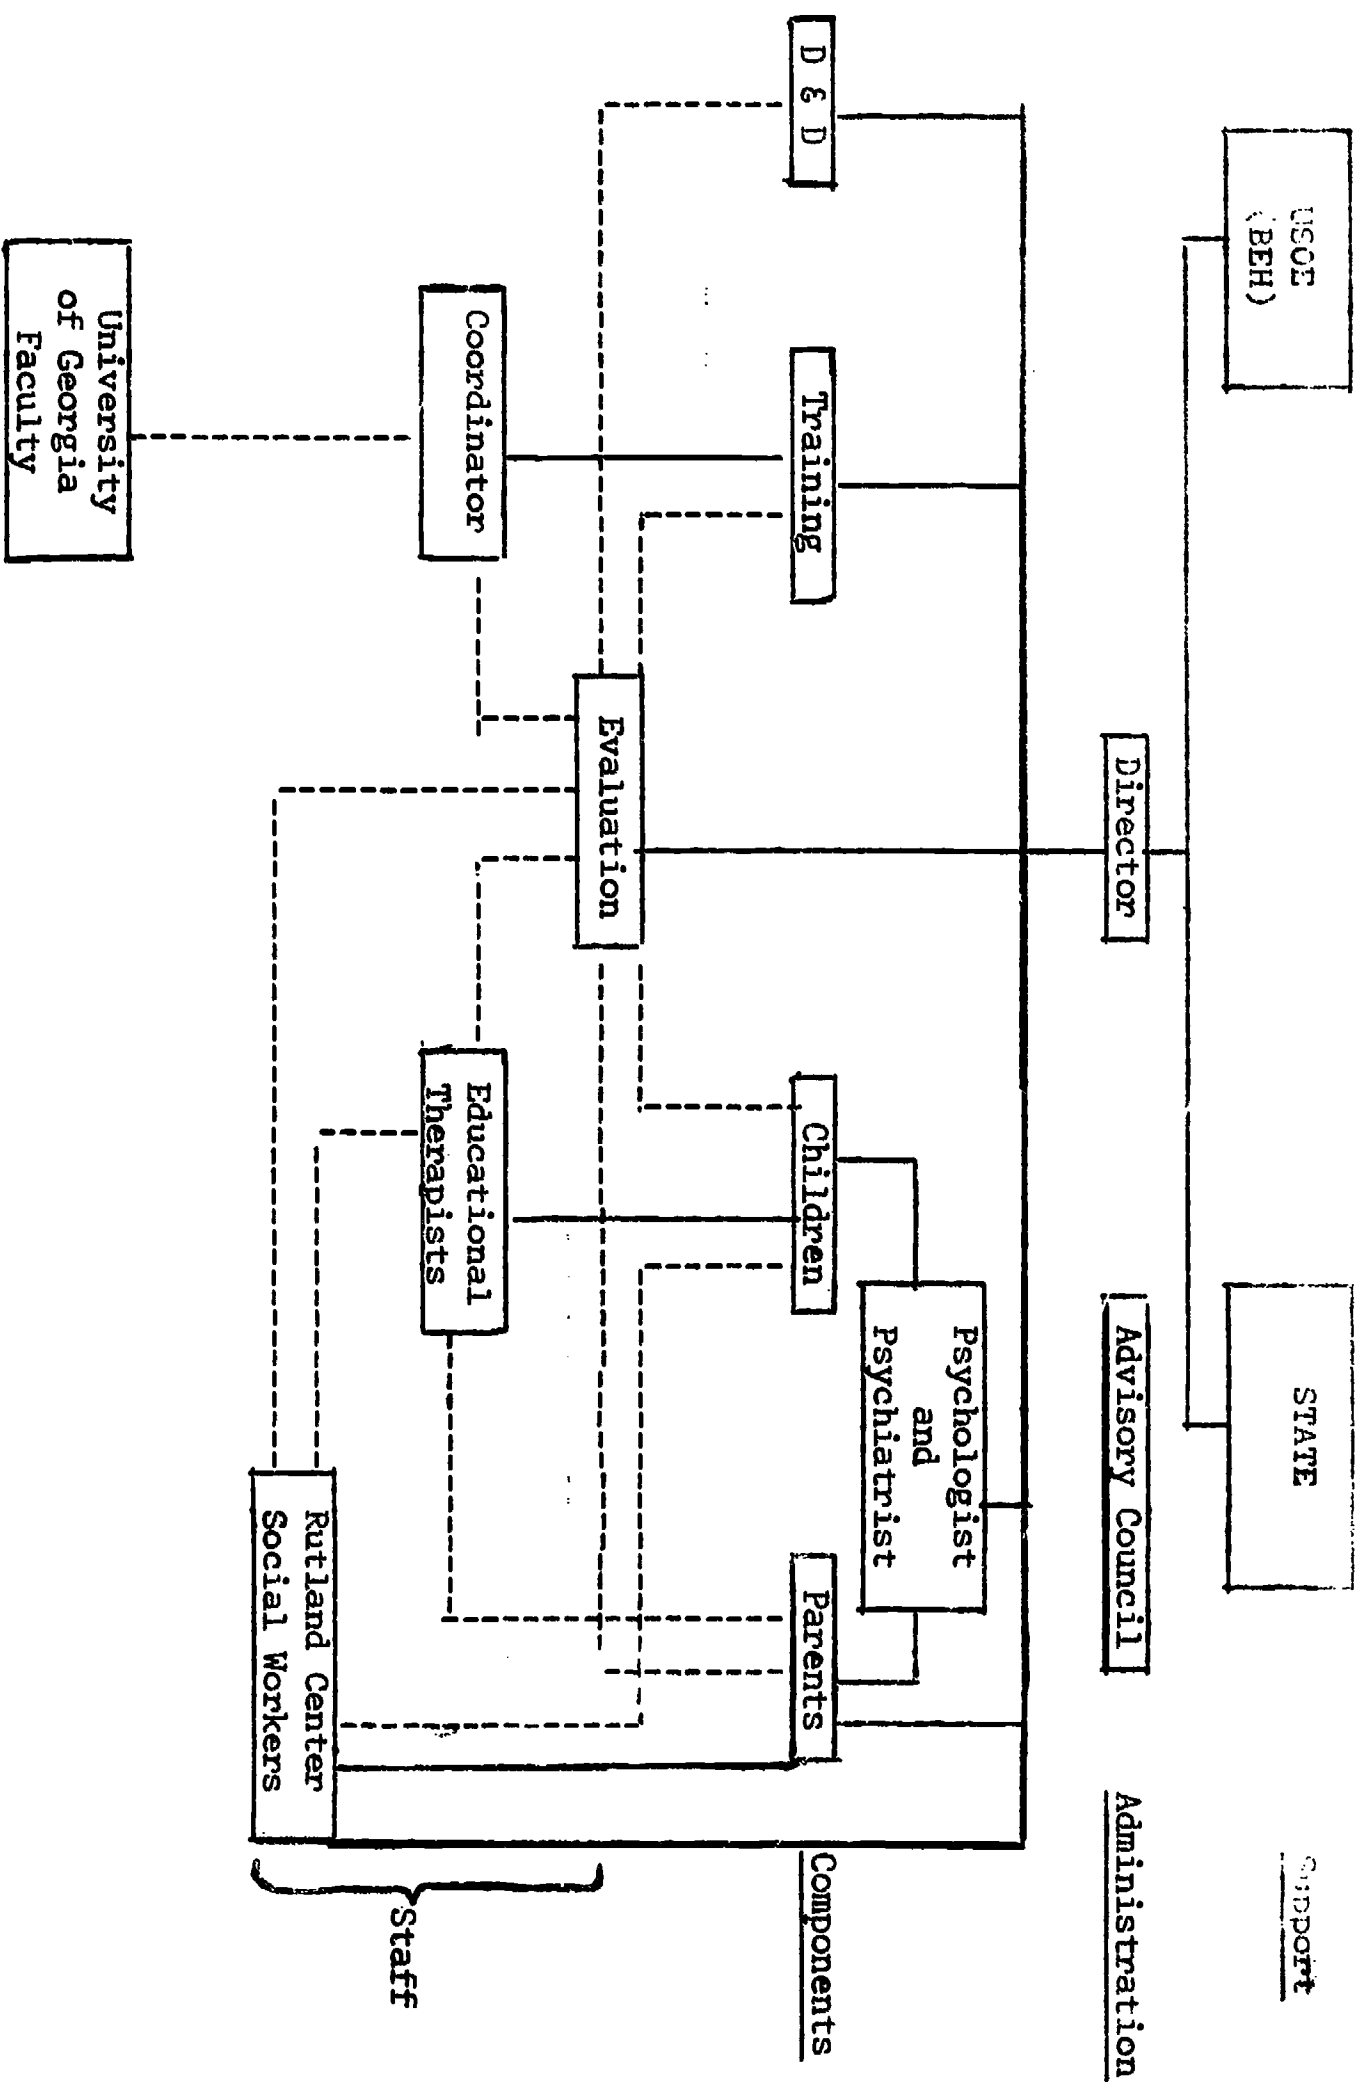 USOE
(BEH)
STATE
Support
Director
Advisory Council
Administration
Psychologist
and
Psychiatrist
D & D
Training
Children
Parents
Components
Evaluation
Coordinator
Educational
Therapists
Staff
Rutland Center
Social Workers
University
of Georgia
Faculty